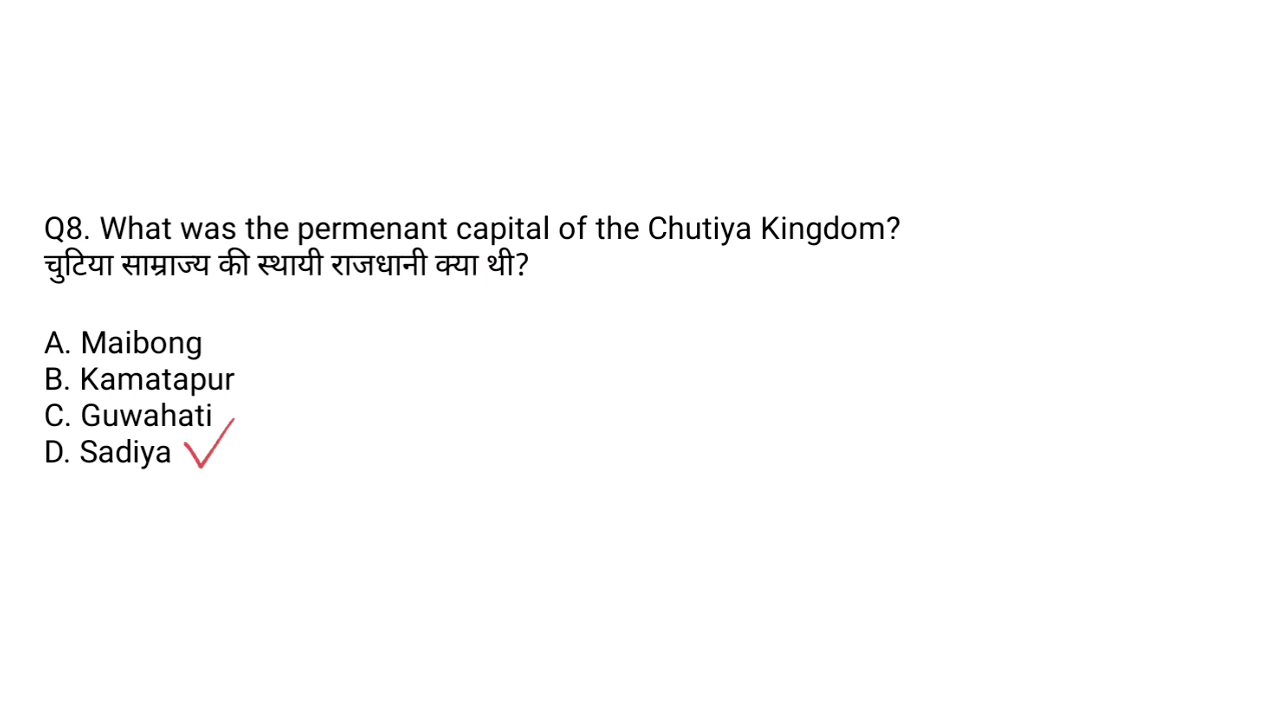 Q8. What was the permenant capital of the Chutiya Kingdom?
चुटिया साम्राज्य की स्थायी राजधानी क्या थी?
A. Maibong
B. Kamatapur
C. Guwahati
D. Sadiya